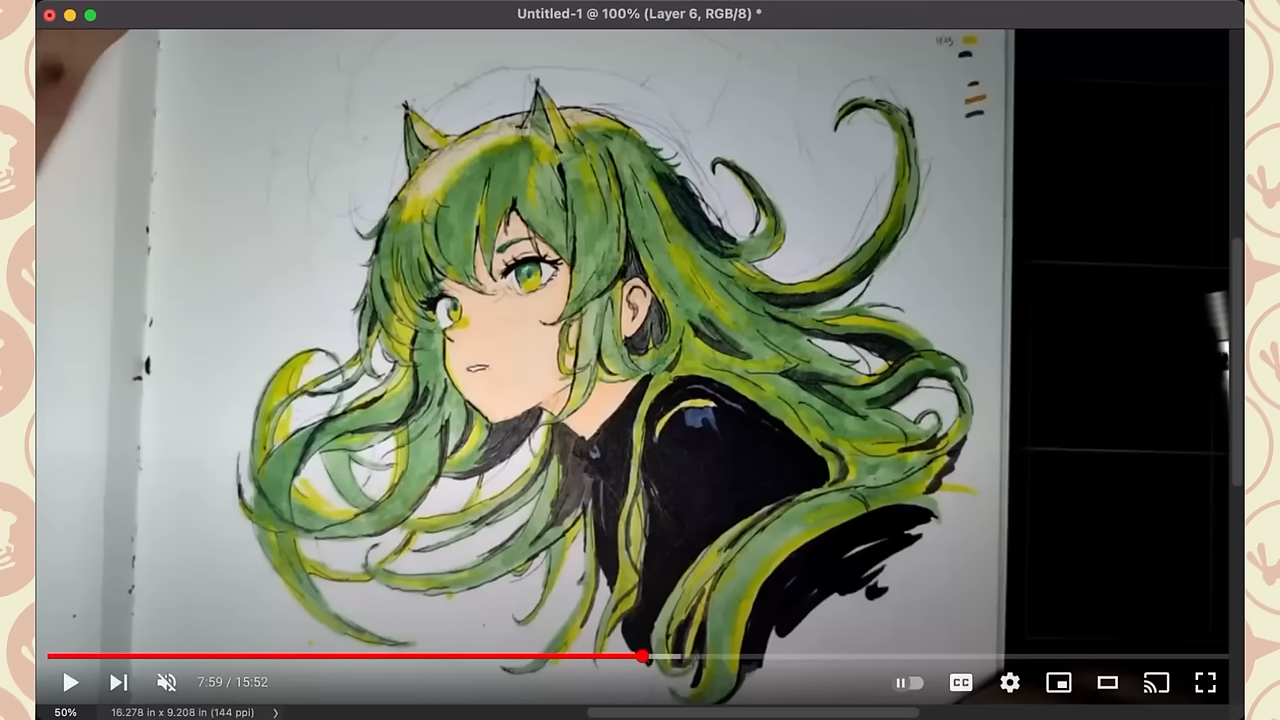 Untitled-1 @ 100% (Layer 6, RGB/8) *
7:59 / 15:52
CC
50%
16.278 in x 9.208 in (144 ppi)